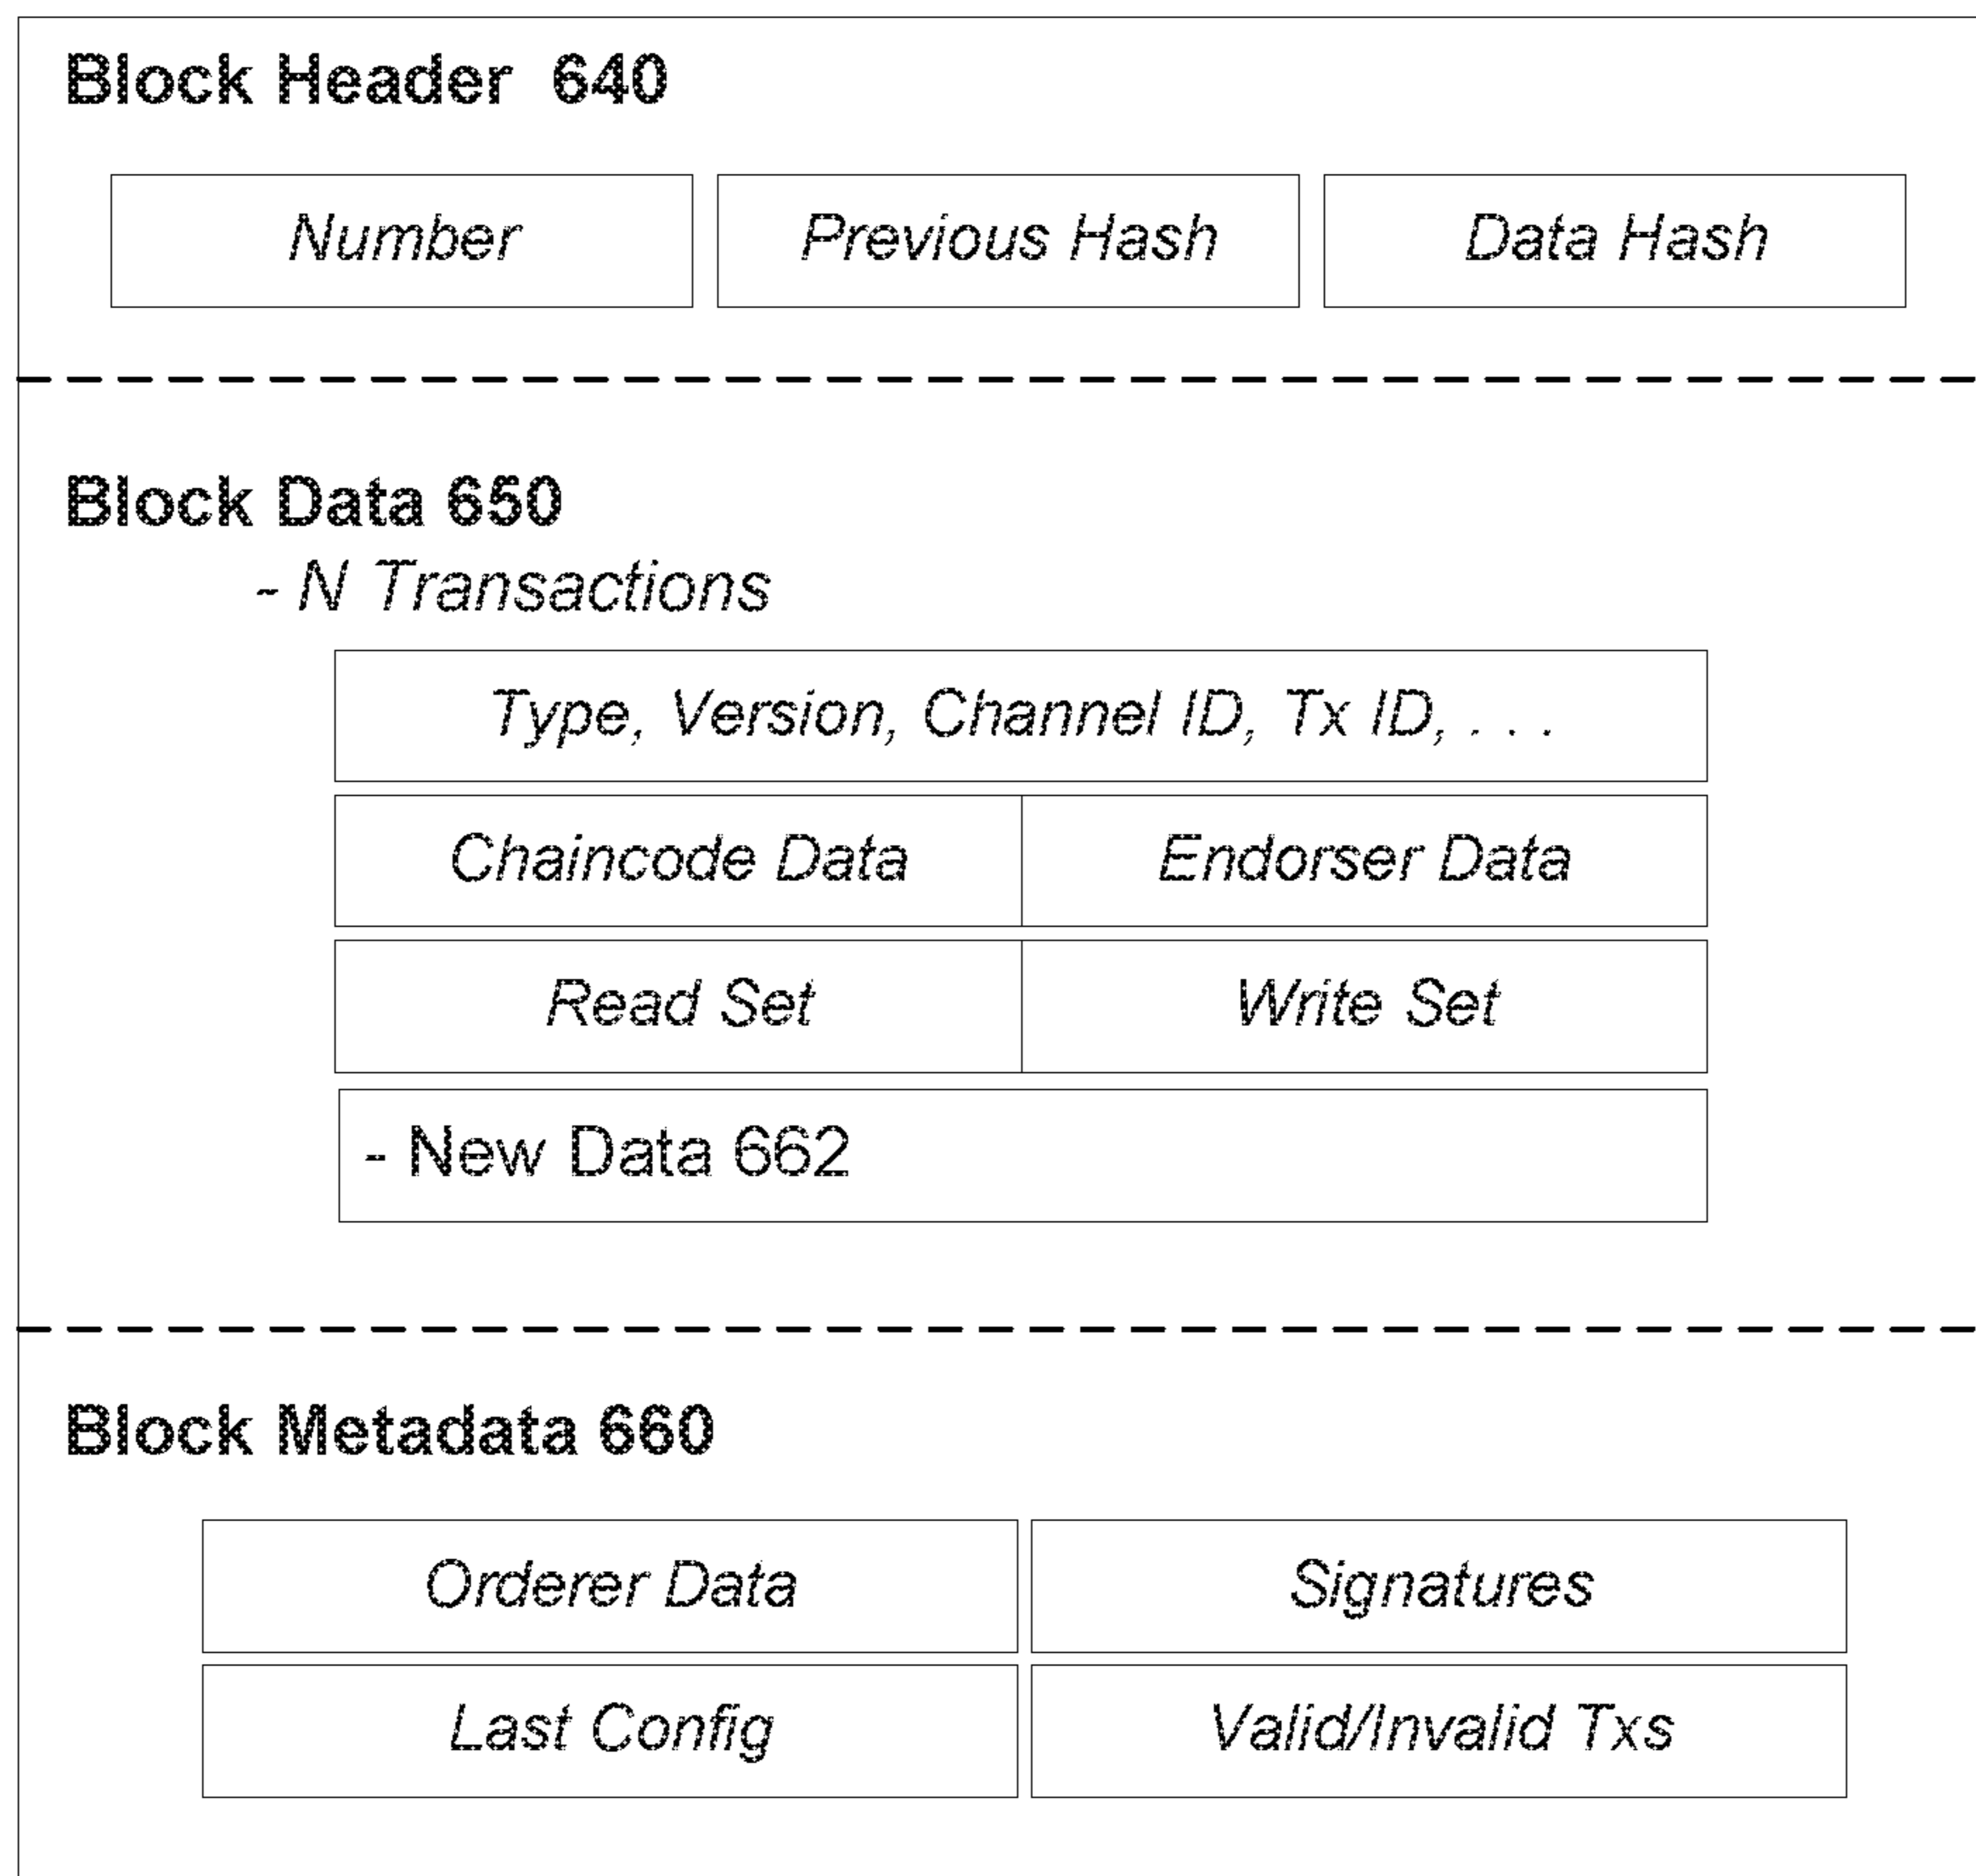 Block Header 640
Number Previous Hash Data Hash
Block Data 650
- N Transactions
Type, Version, Channel ID, Tx ID, . . .
Chaincode Data Endorser Data
Read Set Write Set
- New Data 662
Block Metadata 660
Orderer Data Signatures
Last Config Valid/Invalid Txs